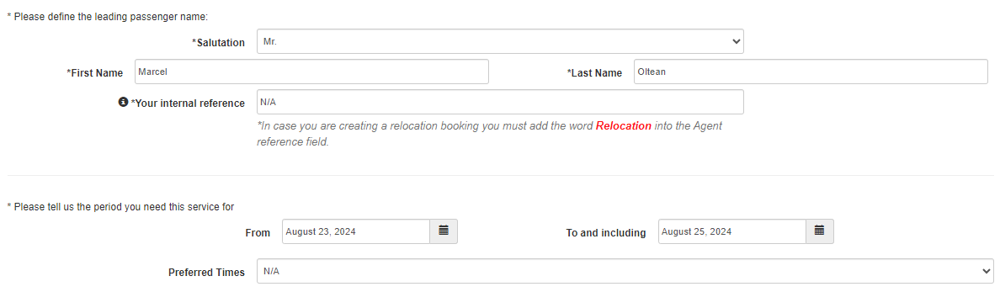 * Please define the leading passenger name:
*Salutation Mr.
*First Name Marcel *Last Name Oltean
*Your internal reference N/A
*In case you are creating a relocation booking you must add the word Relocation into the Agent
reference field.
* Please tell us the period you need this service for
From August 23, 2024 To and including August 25, 2024
Preferred Times N/A